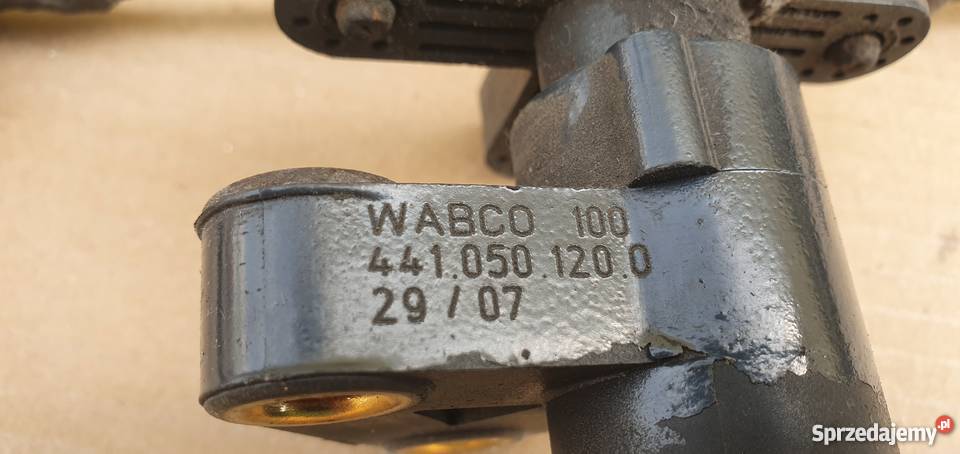 WABCO 100
441.050.120.0
29 / 07
Sprzedajemy.pl